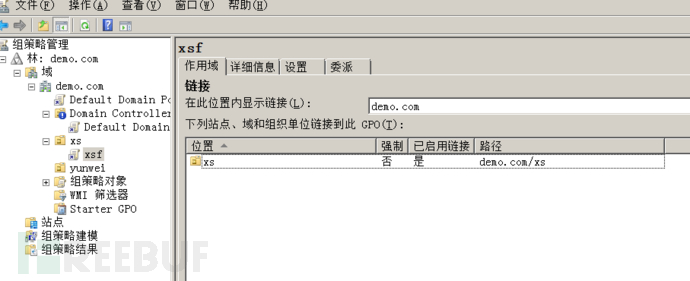 文件(F) 操作(A) 查看(V) 窗口(W) 帮助(H)
组策略管理
林: demo.com
域
demo.com
Default Domain Po
Domain Controller
Default Domain
xs
xsf
yunwei
组策略对象
WMI 筛选器
Starter GPO
站点
组策略建模
组策略结果
xsf
作用域 详细信息 设置 委派
链接
在此位置内显示链接(L): demo.com
下列站点、域和组织单位链接到此 GPO(T):
位置 强制 已启用链接 路径
xs 否 是 demo.com/xs
REEBUF